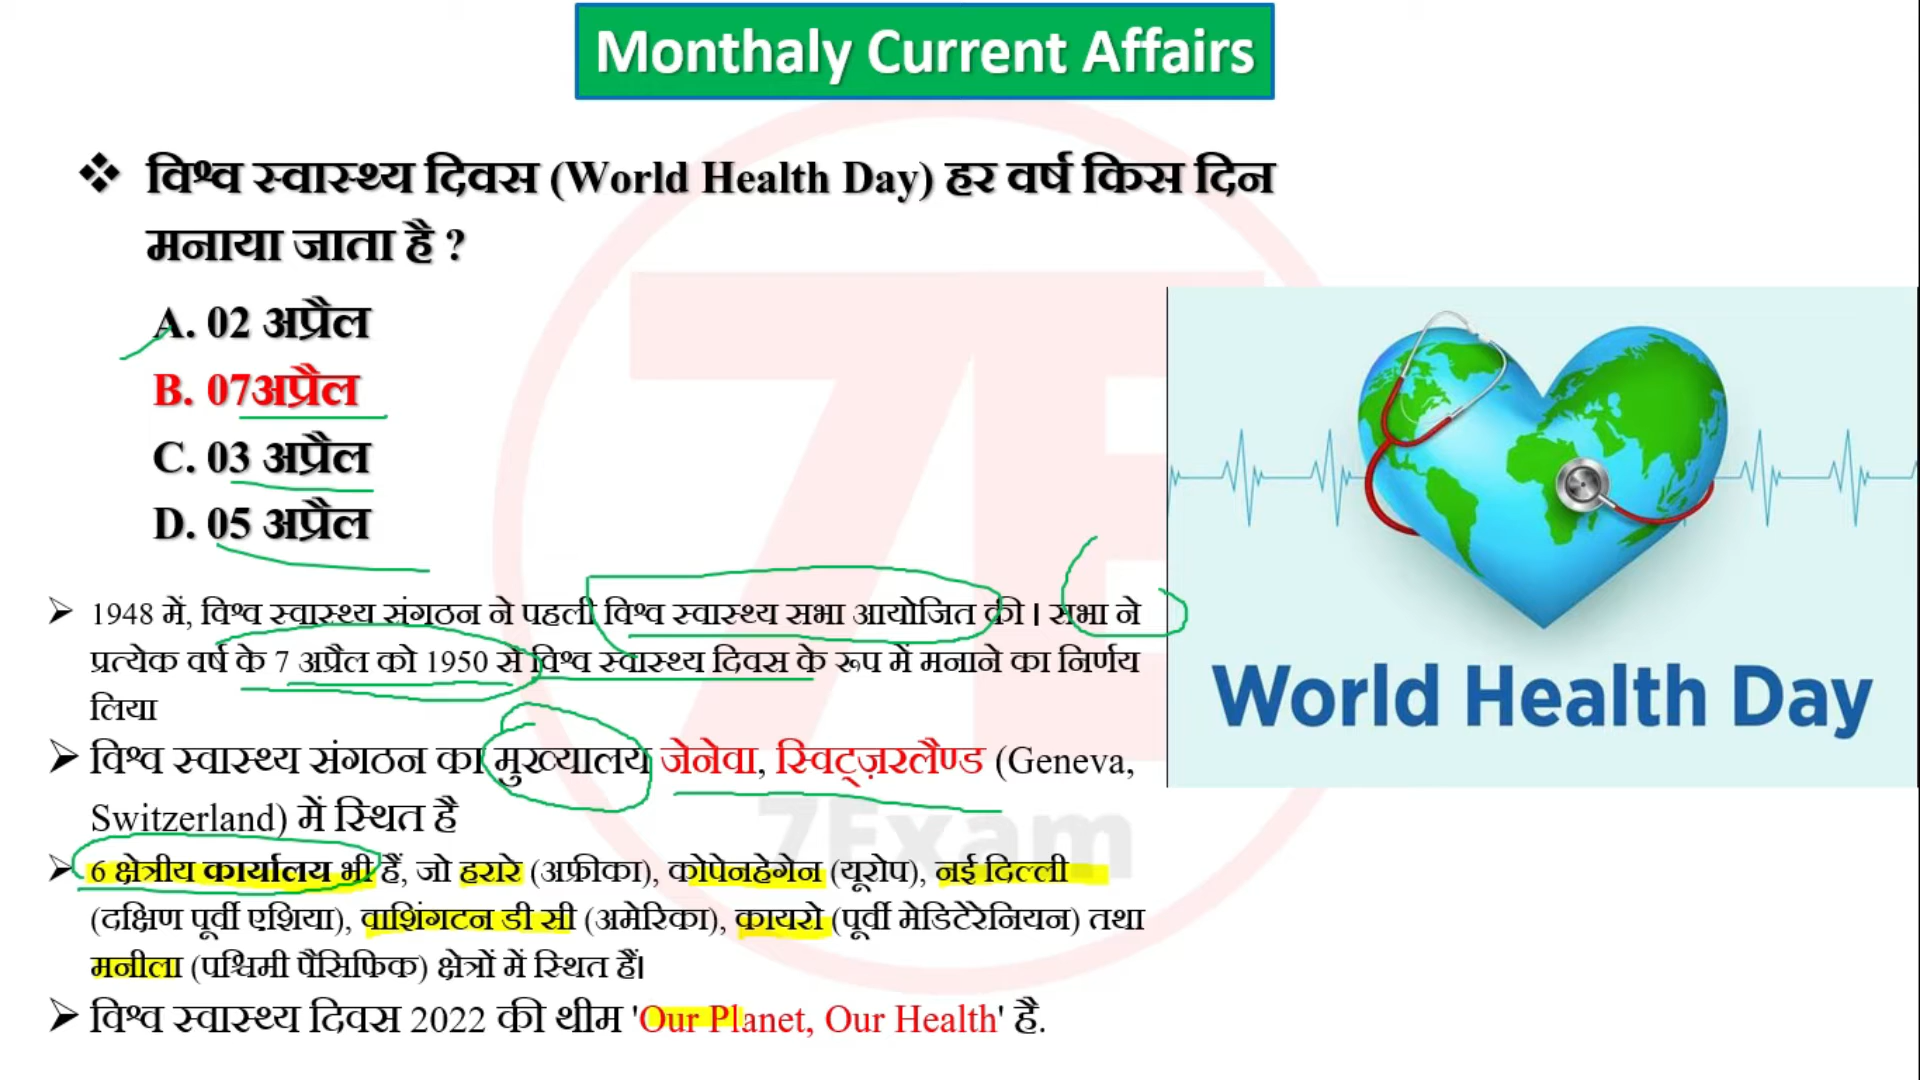 Monthaly Current Affairs
❖ विश्व स्वास्थ्य दिवस (World Health Day) हर वर्ष किस दिन
मनाया जाता है ?
A. 02 अप्रैल
B. 07अप्रैल
C. 03 अप्रैल
D. 05 अप्रैल
➢ 1948 में, विश्व स्वास्थ्य संगठन ने पहली विश्व स्वास्थ्य सभा आयोजित की । सभा ने
प्रत्येक वर्ष के 7 अप्रैल को 1950 से विश्व स्वास्थ्य दिवस के रूप में मनाने का निर्णय
लिया
➢ विश्व स्वास्थ्य संगठन का मुख्यालय जेनेवा, स्विट्ज़रलैण्ड (Geneva,
Switzerland) में स्थित है
➢ 6 क्षेत्रीय कार्यालय भी हैं, जो हरारे (अफ्रीका), कोपेनहेगेन (यूरोप), नई दिल्ली
(दक्षिण पूर्वी एशिया), वाशिंगटन डी सी (अमेरिका), कायरो (पूर्वी मेडिटेरेनियन) तथा
मनीला (पश्चिमी पैसिफिक) क्षेत्रों में स्थित हैं।
➢ विश्व स्वास्थ्य दिवस 2022 की थीम 'Our Planet, Our Health' है.
World Health Day
7E
7Exam